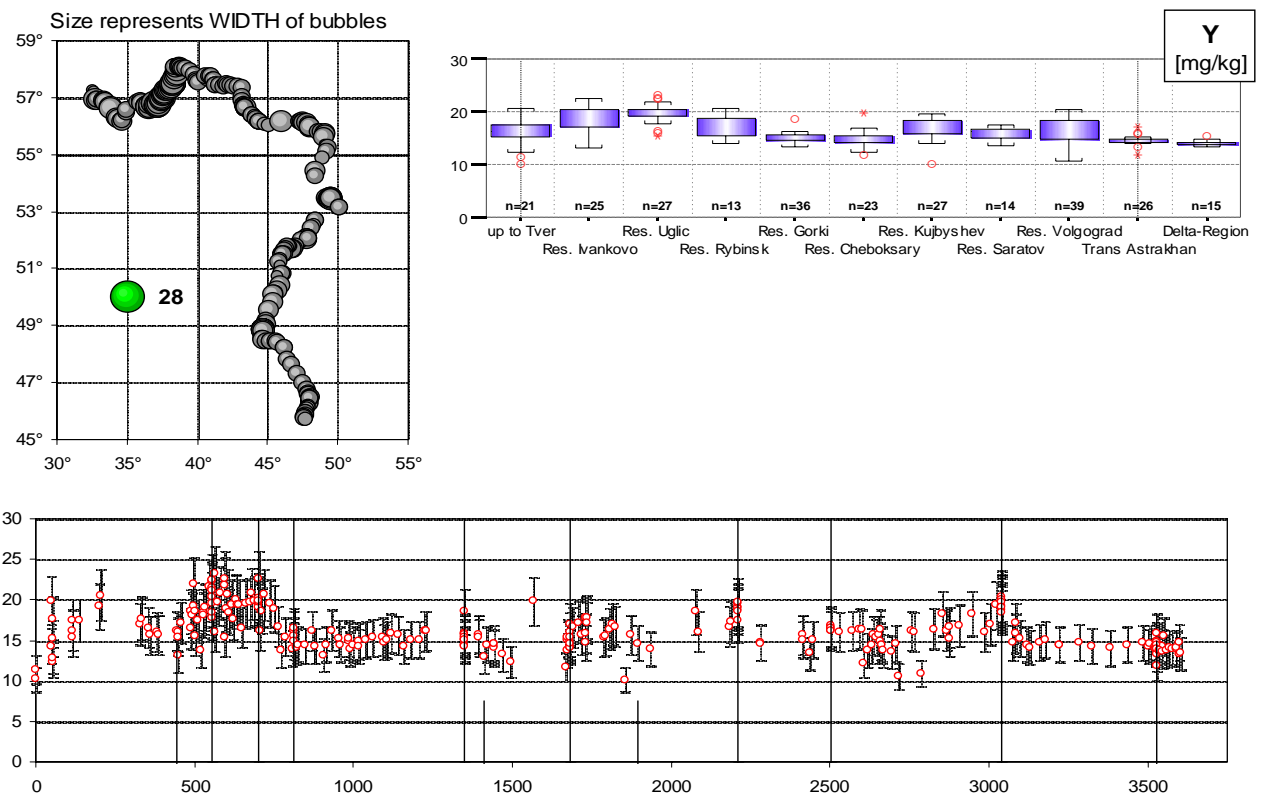 Size represents WIDTH of bubbles
59°
57°
55°
53°
51°
49°
47°
45°
30° 35° 40° 45° 50° 55°
28
Y
[mg/kg]
30
20
10
0
n=21 n=25 n=27 n=13 n=36 n=23 n=27 n=14 n=39 n=26 n=15
up to Tver Res. Uglic Res. Gorki Res. Kujbyshev Res. Volgograd Delta-Region
Res. Ivankovo Res. Rybinsk Res. Cheboksary Res. Saratov Trans Astrakhan
30
25
20
15
10
5
0
0 500 1000 1500 2000 2500 3000 3500